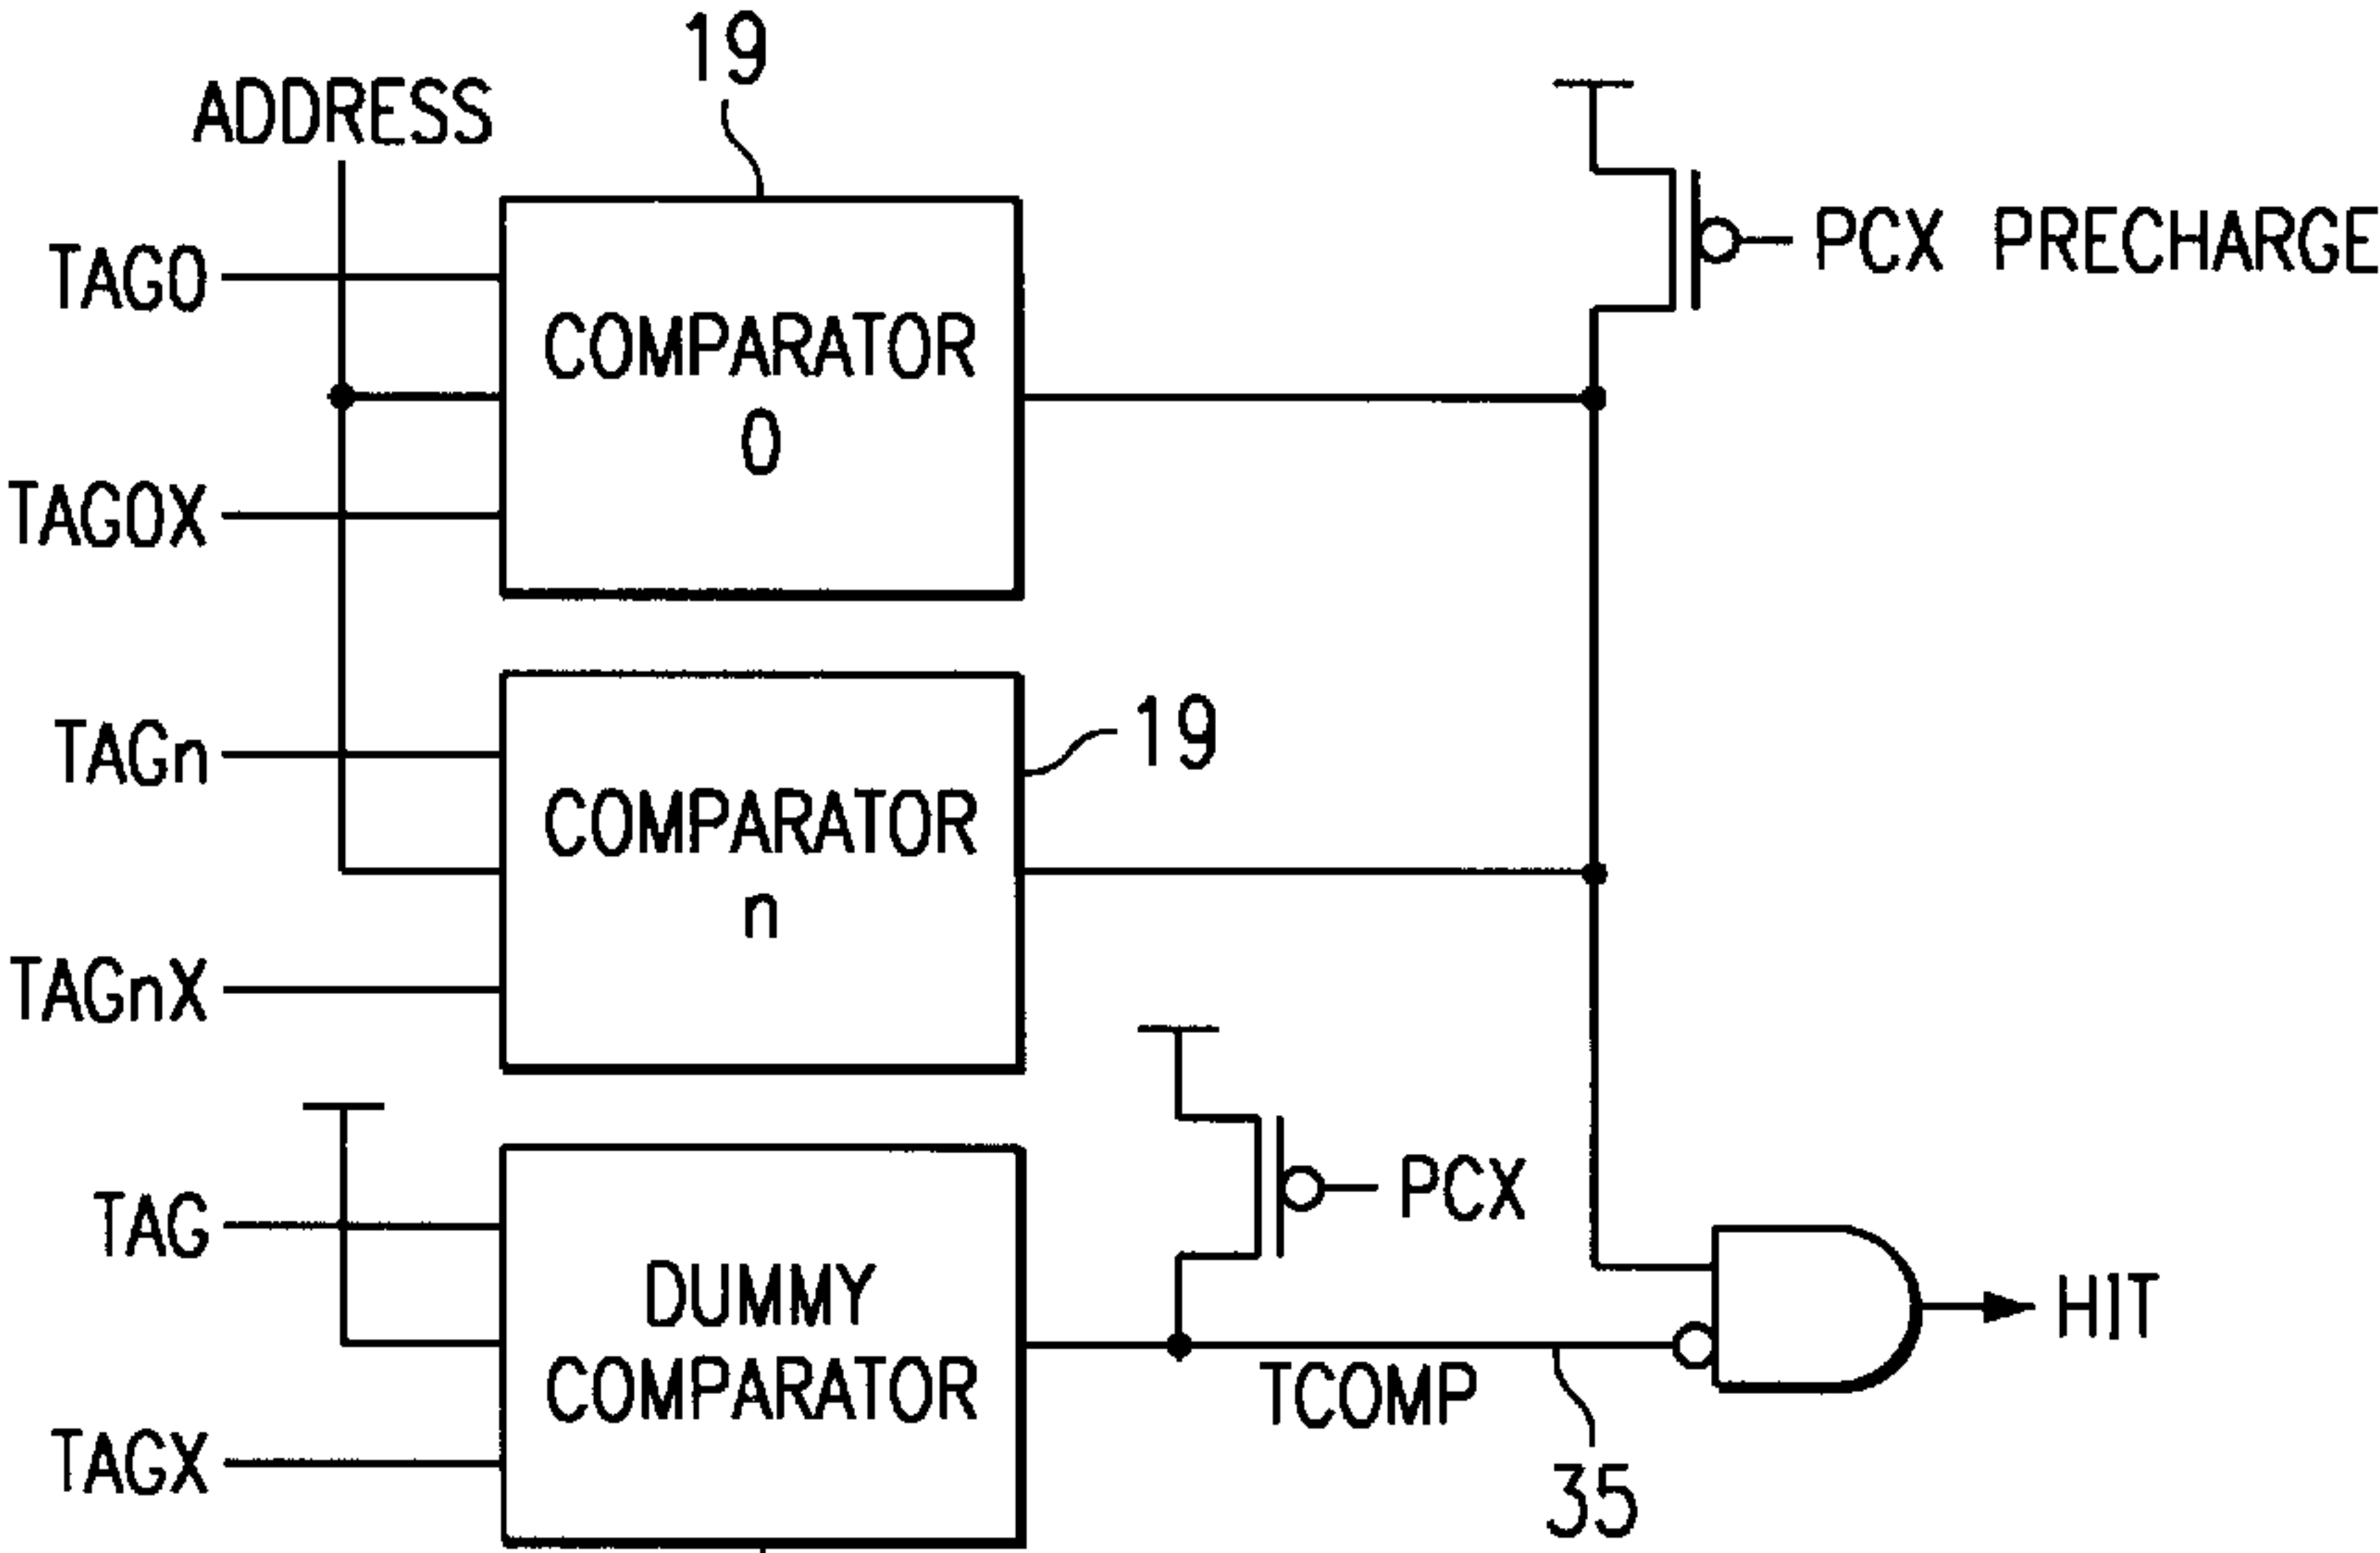 19
ADDRESS
TAG0
TAG0X
COMPARATOR
0
PCX PRECHARGE
TAGn
TAGnX
COMPARATOR
n
19
TAG
TAGX
DUMMY
COMPARATOR
PCX
TCOMP
35
HIT